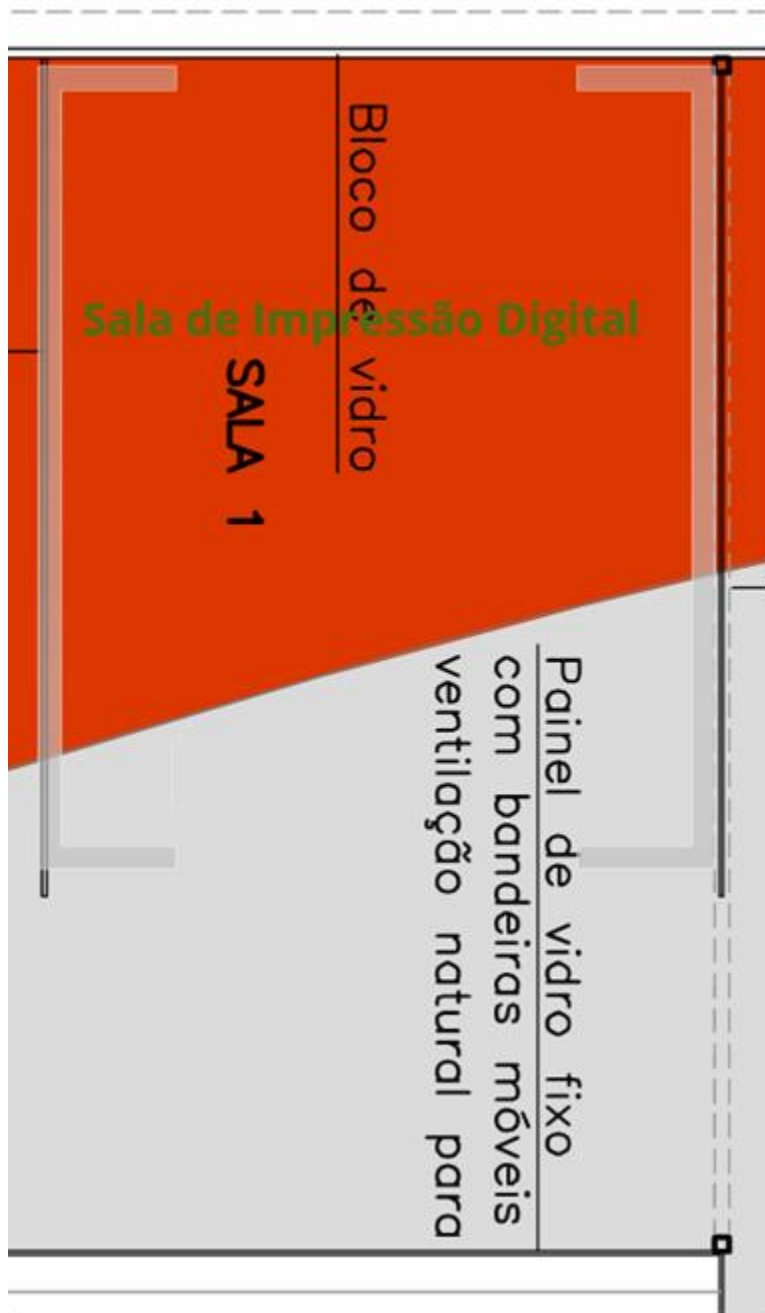 Bloco de vidro
Sala de Impressão Digital
SALA 1
Painel de vidro fixo
com bandeiras móveis
ventilação natural para